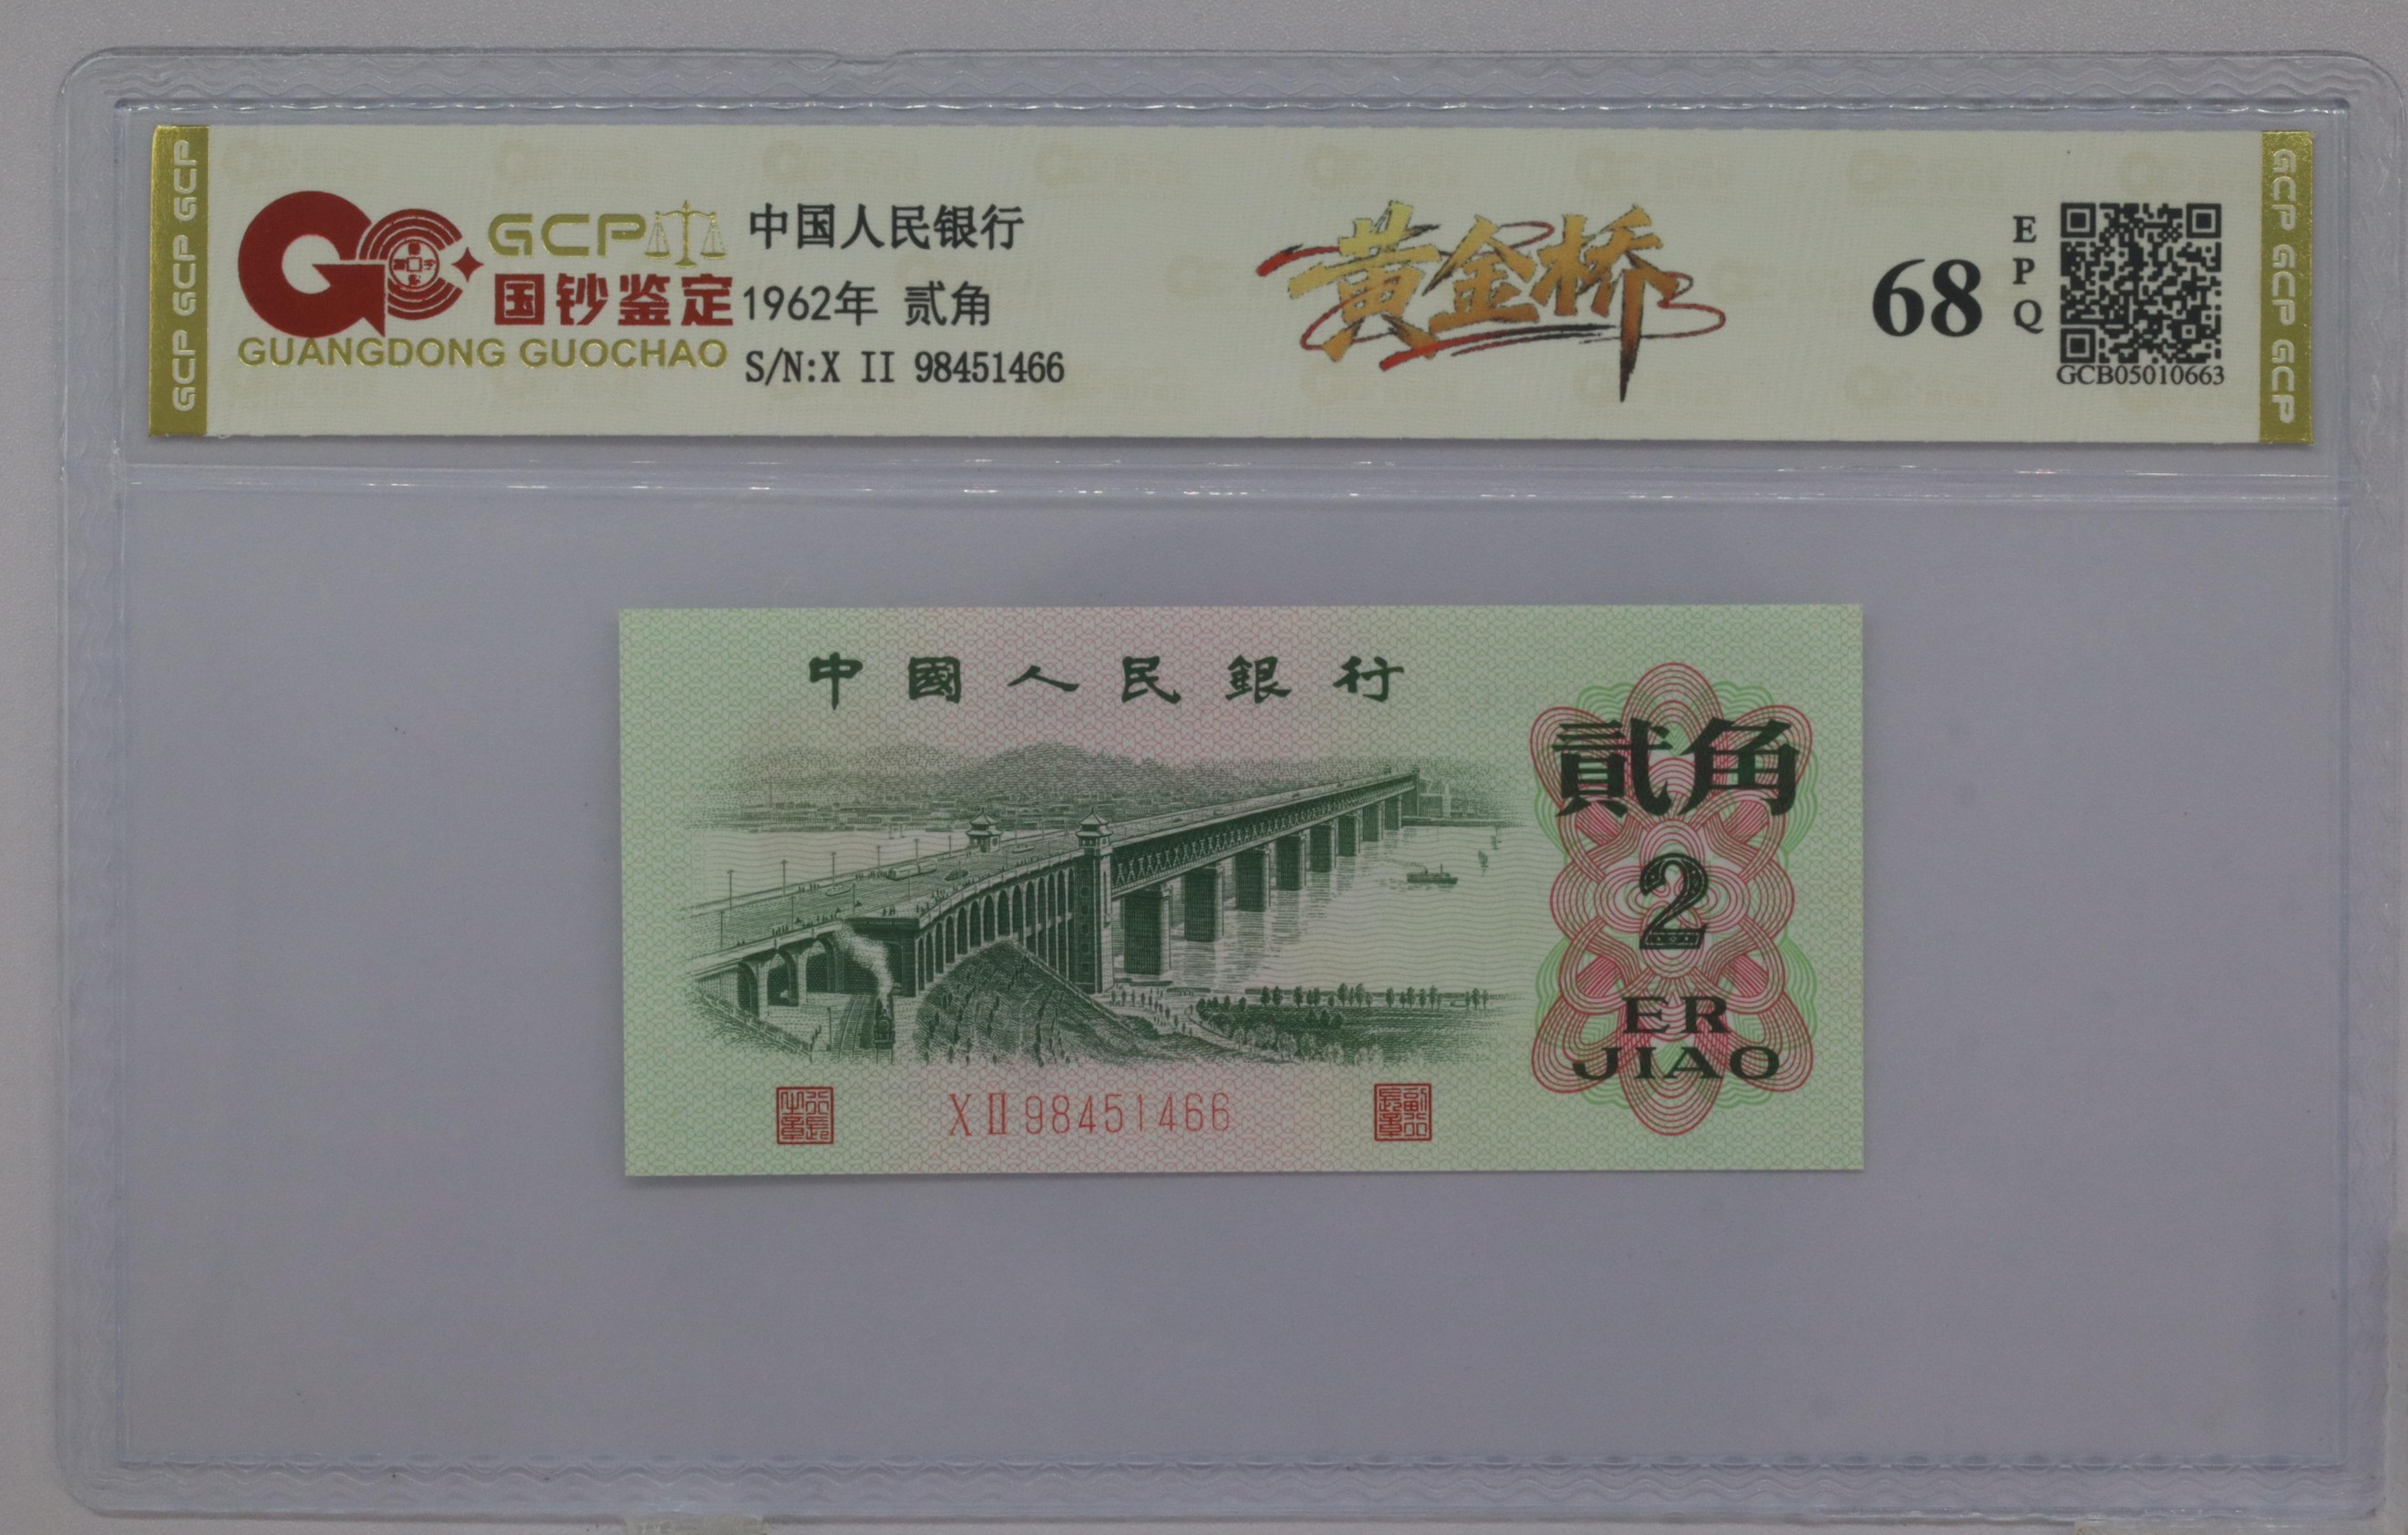 GCP GCP GCP
GCP
国钞鉴定
GUANGDONG GUOCHAO
中国人民银行
1962年 贰角
S/N:X II 98451466
黄金桥
68
EPQ
GCB05010663
GCP GCP GCP
中國人民銀行
貳角
2
ER
JIAO
XⅡ98451466